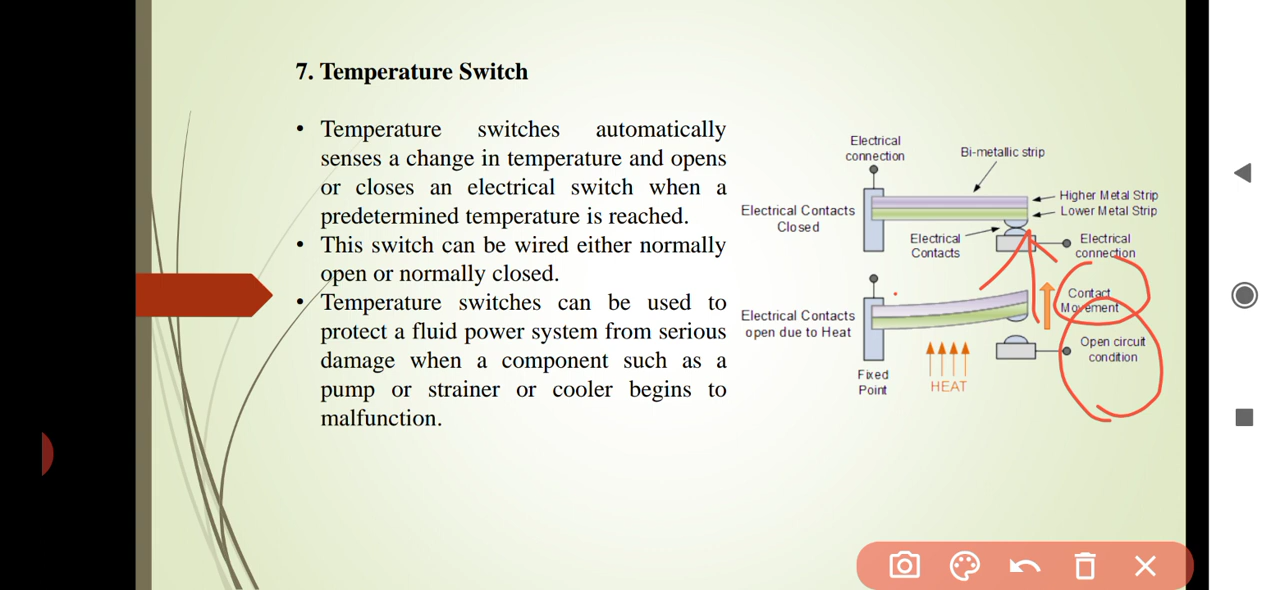 7. Temperature Switch
• Temperature switches automatically
senses a change in temperature and opens
or closes an electrical switch when a
predetermined temperature is reached.
• This switch can be wired either normally
open or normally closed.
• Temperature switches can be used to
protect a fluid power system from serious
damage when a component such as a
pump or strainer or cooler begins to
malfunction.
Electrical
connection
Bi-metallic strip
Higher Metal Strip
Lower Metal Strip
Electrical Contacts
Closed
Electrical
Contacts
Electrical
connection
Contact
Movement
Electrical Contacts
open due to Heat
Open circuit
condition
Fixed
Point
HEAT